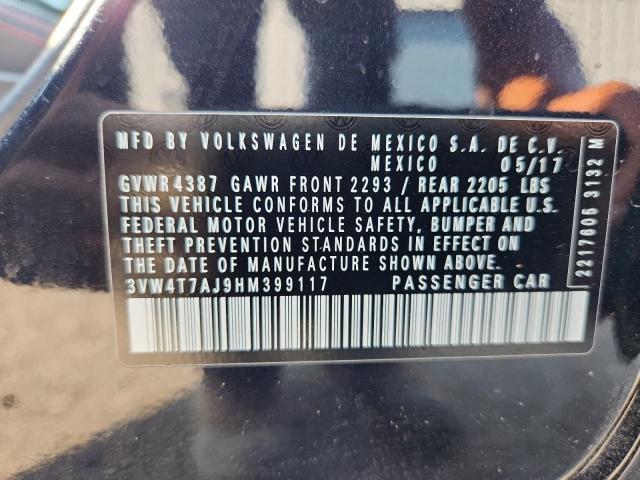 MFD BY VOLKSWAGEN DE MEXICO S.A. DE C.V.
MEXICO 05/17
GVWR 4387 GAWR FRONT 2293 / REAR 2205 LBS
THIS VEHICLE CONFORMS TO ALL APPLICABLE U.S.
FEDERAL MOTOR VEHICLE SAFETY, BUMPER AND
THEFT PREVENTION STANDARDS IN EFFECT ON
THE DATE OF MANUFACTURE SHOWN ABOVE.
3VW4T7AJ9HM399117 PASSENGER CAR
2217606 3132 M